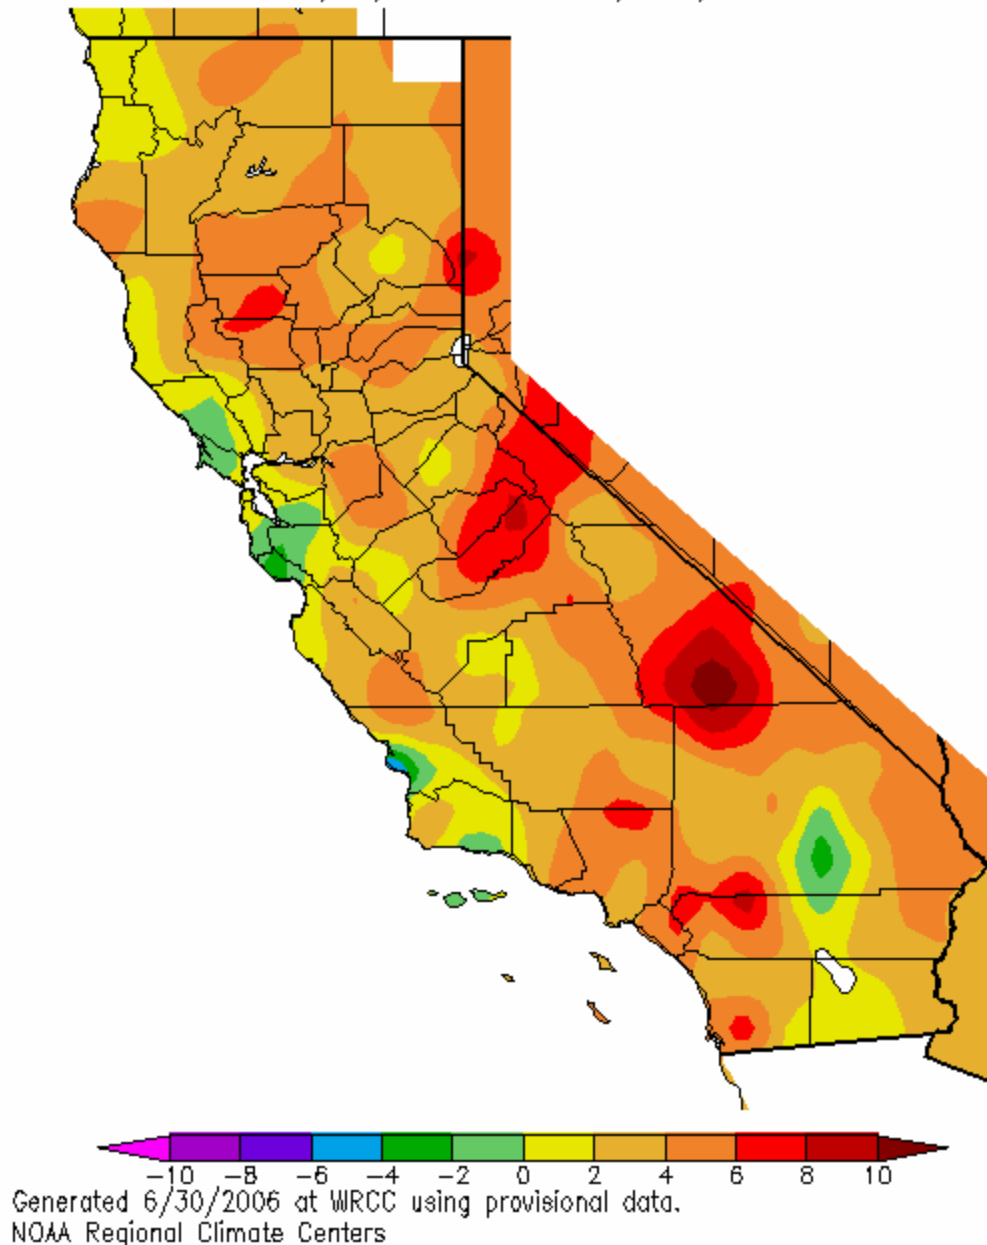 -10 -8 -6 -4 -2 0 2 4 6 8 10
Generated 6/30/2006 at WRCC using provisional data.
NOAA Regional Climate Centers